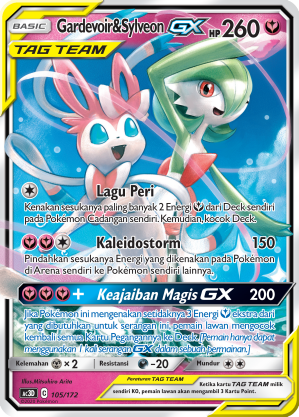 BASIC
Gardevoir&Sylveon GX HP 260
TAG TEAM
Lagu Peri
Kenakan sesukanya paling banyak 2 Energi dari Deck sendiri
pada Pokémon Cadangan sendiri. Kemudian, kocok Deck.
Kaleidostorm 150
Pindahkan sesukanya Energi yang dikenakan pada Pokémon
di Arena sendiri ke Pokémon sendiri lainnya.
+ Keajaiban Magis GX 200
Jika Pokémon ini mengenakan setidaknya 3 Energi ekstra dari
yang dibutuhkan untuk serangan ini, pemain lawan mengocok
kembali semua Kartu Pegangannya ke Deck. [Pemain hanya dapat
menggunakan 1 kali serangan GX dalam sebuah permainan.]
Kelemahan ×2 Resistansi -20 Mundur
Illus. Mitsuhiro Arita
Peraturan TAG TEAM
Ketika kartu TAG TEAM milik
sendiri KO, pemain lawan akan mengambil 3 Kartu Point.
C 105/172